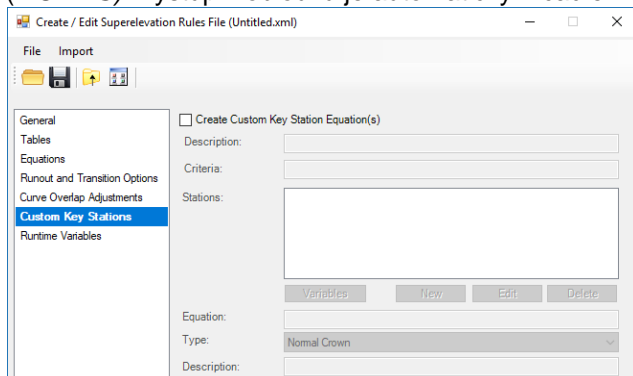 Create / Edit Superelevation Rules File (Untitled.xml)
File Import
General
Tables
Equations
Runout and Transition Options
Curve Overlap Adjustments
Custom Key Stations
Runtime Variables
Create Custom Key Station Equation(s)
Description:
Criteria:
Stations:
Variables New Edit Delete
Equation:
Type: Normal Crown
Description: